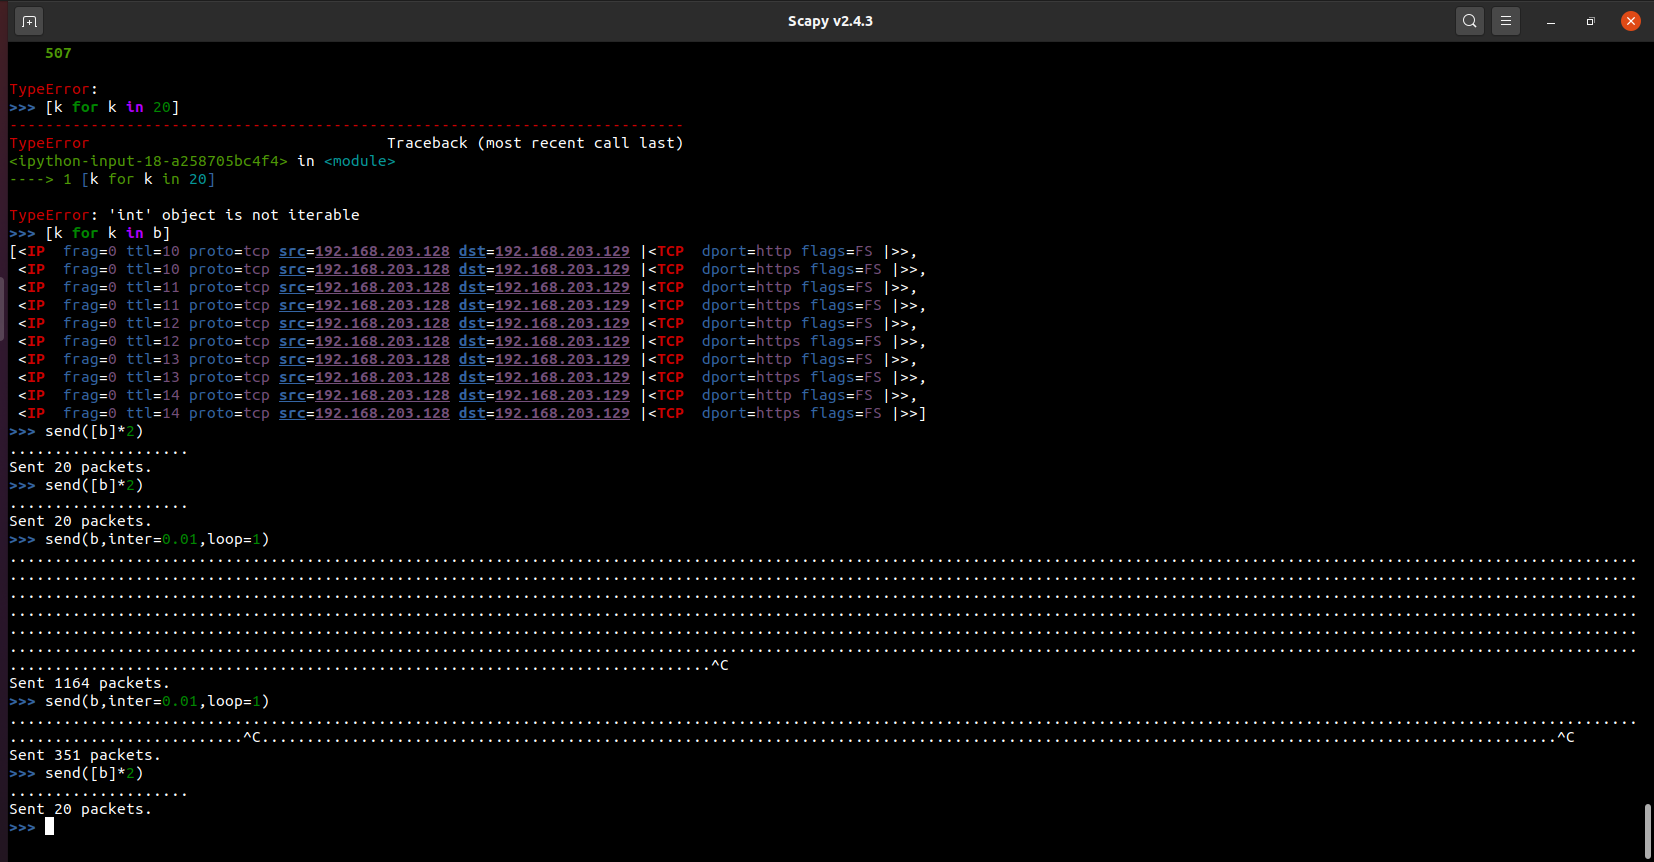 507
TypeError:
>>> [k for k in 20]
---------------------------------------------------------------------------
TypeError                                 Traceback (most recent call last)
<ipython-input-18-a258705bc4f4> in <module>
----> 1 [k for k in 20]
TypeError: 'int' object is not iterable
>>> [k for k in b]
[<IP  frag=0 ttl=10 proto=tcp src=192.168.203.128 dst=192.168.203.129 |<TCP  dport=http flags=FS |>>,
 <IP  frag=0 ttl=10 proto=tcp src=192.168.203.128 dst=192.168.203.129 |<TCP  dport=https flags=FS |>>,
 <IP  frag=0 ttl=11 proto=tcp src=192.168.203.128 dst=192.168.203.129 |<TCP  dport=http flags=FS |>>,
 <IP  frag=0 ttl=11 proto=tcp src=192.168.203.128 dst=192.168.203.129 |<TCP  dport=https flags=FS |>>,
 <IP  frag=0 ttl=12 proto=tcp src=192.168.203.128 dst=192.168.203.129 |<TCP  dport=http flags=FS |>>,
 <IP  frag=0 ttl=12 proto=tcp src=192.168.203.128 dst=192.168.203.129 |<TCP  dport=https flags=FS |>>,
 <IP  frag=0 ttl=13 proto=tcp src=192.168.203.128 dst=192.168.203.129 |<TCP  dport=http flags=FS |>>,
 <IP  frag=0 ttl=13 proto=tcp src=192.168.203.128 dst=192.168.203.129 |<TCP  dport=https flags=FS |>>,
 <IP  frag=0 ttl=14 proto=tcp src=192.168.203.128 dst=192.168.203.129 |<TCP  dport=http flags=FS |>>,
 <IP  frag=0 ttl=14 proto=tcp src=192.168.203.128 dst=192.168.203.129 |<TCP  dport=https flags=FS |>>]
>>> send([b]*2)
....................
Sent 20 packets.
>>> send([b]*2)
....................
Sent 20 packets.
>>> send(b,inter=0.01,loop=1)
.....................................................................................................................................................................................
.....................................................................................................................................................................................
.....................................................................................................................................................................................
.....................................................................................................................................................................................
.....................................................................................................................................................................................
.....................................................................................................................................................................................
..............................................................................^C
Sent 1164 packets.
>>> send(b,inter=0.01,loop=1)
.....................................................................................................................................................................................
..........................^C................................................................................................................................................^C
Sent 351 packets.
>>> send([b]*2)
....................
Sent 20 packets.
>>>
Scapy v2.4.3